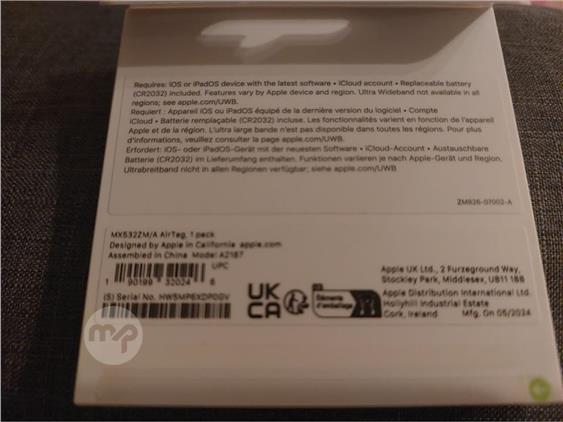 Requires: iOS or iPadOS device with the latest software • iCloud account • Replaceable battery
(CR2032) included. Features vary by Apple device and region. Ultra Wideband not available in all
regions; see apple.com/UWB.
Requiert : Appareil iOS ou iPadOS équipé de la dernière version du logiciel • Compte
iCloud • Batterie remplaçable (CR2032) incluse. Les fonctionnalités varient en fonction de l'appareil
Apple et de la région. L'ultra large bande n'est pas disponible dans toutes les régions. Pour plus
d'informations, veuillez consulter la page apple.com/UWB.
Erfordert: iOS- oder iPadOS-Gerät mit der neuesten Software • iCloud-Account • Austauschbare
Batterie (CR2032) im Lieferumfang enthalten. Funktionen variieren je nach Apple-Gerät und Region.
Ultrabreitband nicht in allen Regionen verfügbar; siehe apple.com/UWB.
ZM826-07002-A
MX532ZM/A AirTag, 1 pack
Designed by Apple in California apple.com
Assembled in China Model A2187
UPC
1 90199 32024 6
(S) Serial No.
UK
CA
Éléments
d'emballage
Apple UK Ltd., 2 Furzeground Way,
Stockley Park, Middlesex, UB11 1BB
Apple Distribution International Ltd.
Hollyhill Industrial Estate
Cork, Ireland Mfg. On 05/2024
mp